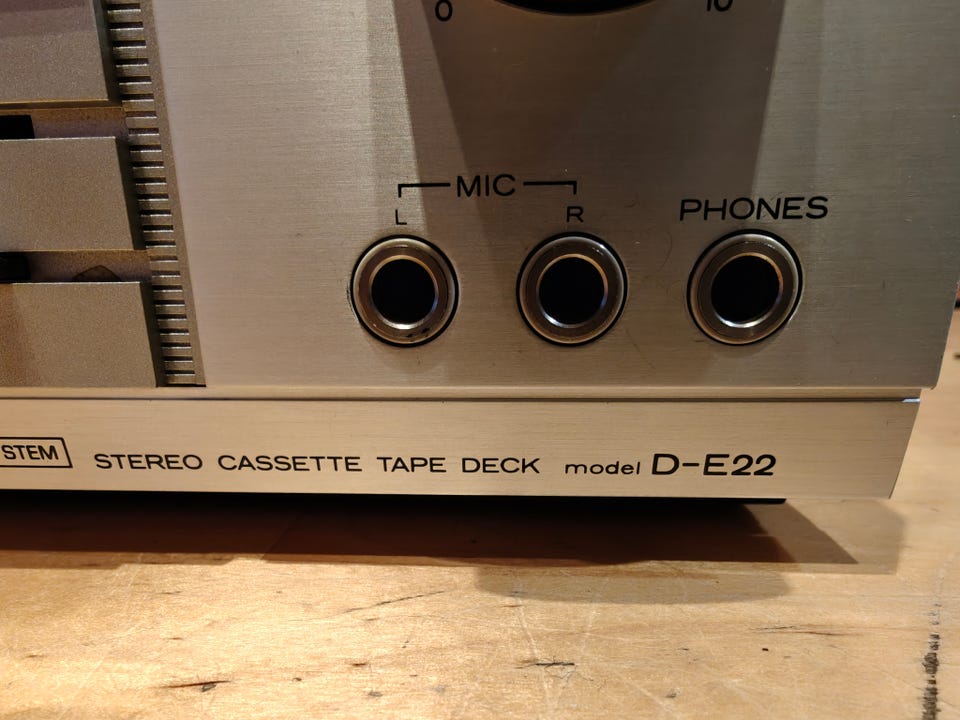 0 10
MIC
L R
PHONES
STEM STEREO CASSETTE TAPE DECK model D-E22